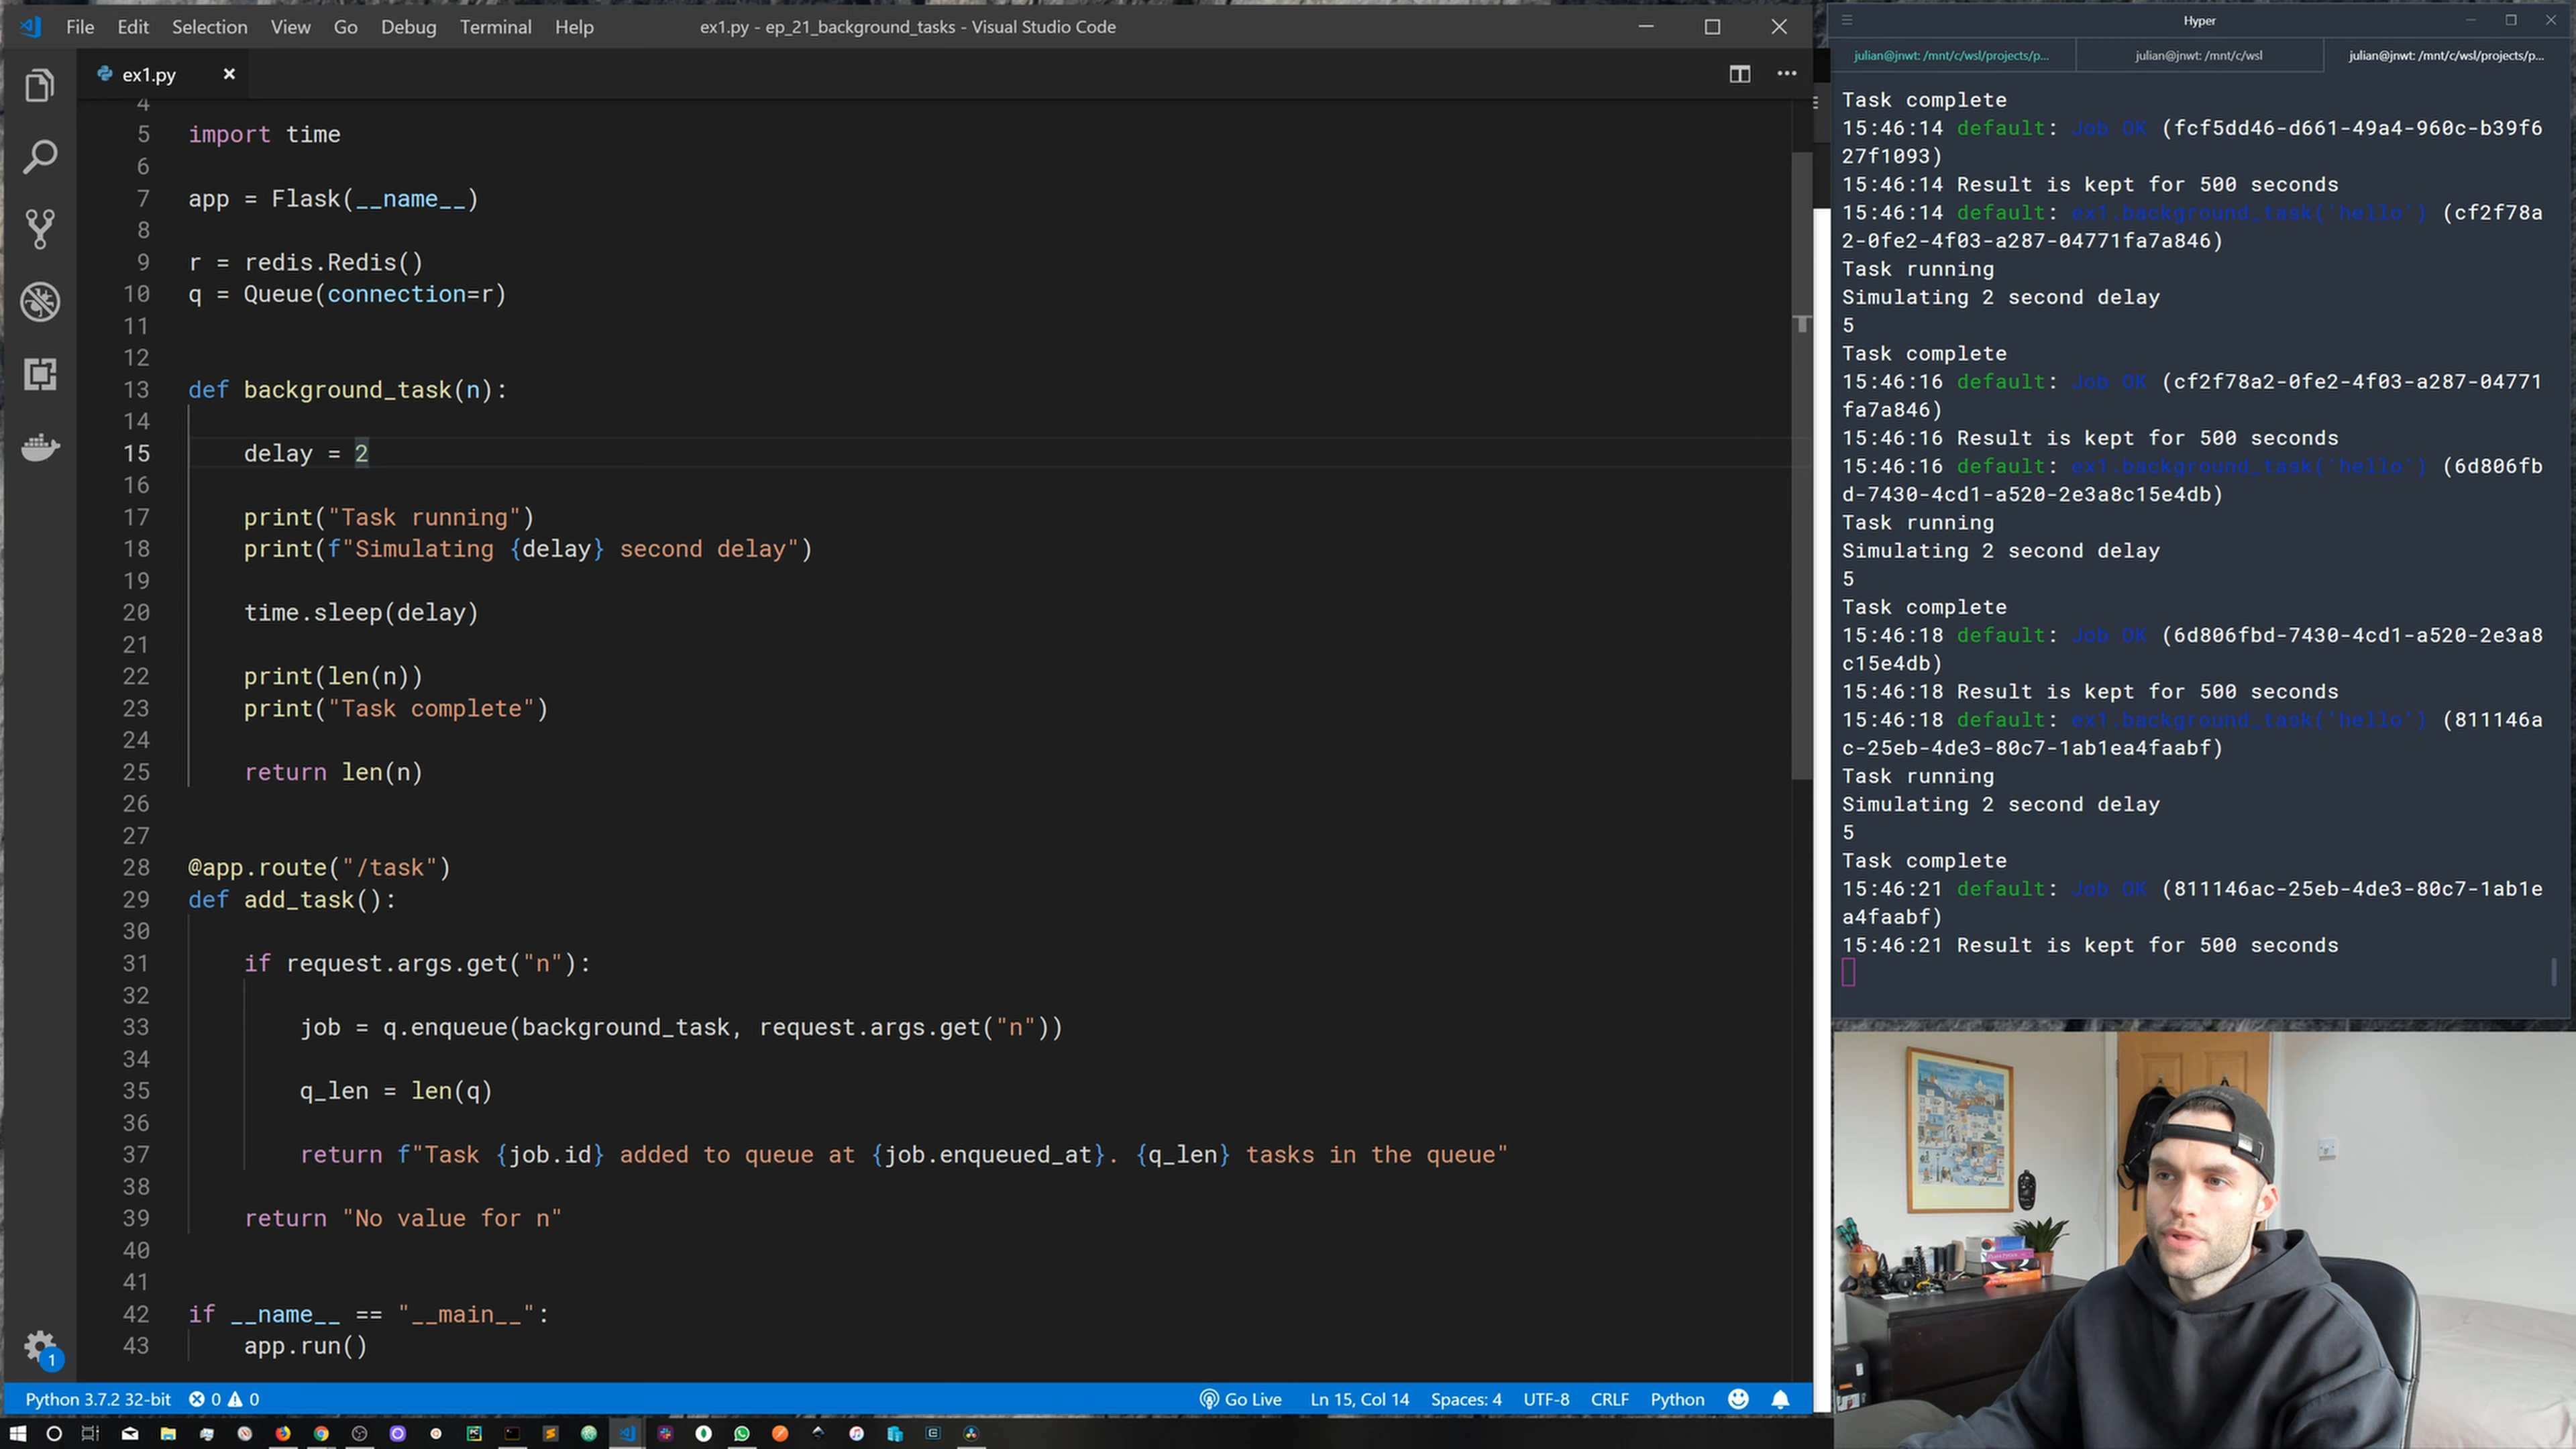 File Edit Selection View Go Debug Terminal Help
ex1.py - ep_21_background_tasks - Visual Studio Code
ex1.py
4
5 import time
6
7 app = Flask(__name__)
8
9 r = redis.Redis()
10 q = Queue(connection=r)
11
12
13 def background_task(n):
14
15 delay = 2
16
17 print("Task running")
18 print(f"Simulating {delay} second delay")
19
20 time.sleep(delay)
21
22 print(len(n))
23 print("Task complete")
24
25 return len(n)
26
27
28 @app.route("/task")
29 def add_task():
30
31 if request.args.get("n"):
32
33 job = q.enqueue(background_task, request.args.get("n"))
34
35 q_len = len(q)
36
37 return f"Task {job.id} added to queue at {job.enqueued_at}. {q_len} tasks in the queue"
38
39 return "No value for n"
40
41
42 if __name__ == "__main__":
43 app.run()
1
Python 3.7.2 32-bit 0 0 Go Live Ln 15, Col 14 Spaces: 4 UTF-8 CRLF Python
Hyper
julian@jnwt: /mnt/c/wsl/projects/p... julian@jnwt: /mnt/c/wsl julian@jnwt: /mnt/c/wsl/projects/p...
Task complete
15:46:14 default: Job OK (fcf5dd46-d661-49a4-960c-b39f6
27f1093)
15:46:14 Result is kept for 500 seconds
15:46:14 default: ex1.background_task('hello') (cf2f78a
2-0fe2-4f03-a287-04771fa7a846)
Task running
Simulating 2 second delay
5
Task complete
15:46:16 default: Job OK (cf2f78a2-0fe2-4f03-a287-04771
fa7a846)
15:46:16 Result is kept for 500 seconds
15:46:16 default: ex1.background_task('hello') (6d806fb
d-7430-4cd1-a520-2e3a8c15e4db)
Task running
Simulating 2 second delay
5
Task complete
15:46:18 default: Job OK (6d806fbd-7430-4cd1-a520-2e3a8
c15e4db)
15:46:18 Result is kept for 500 seconds
15:46:18 default: ex1.background_task('hello') (811146a
c-25eb-4de3-80c7-1ab1ea4faabf)
Task running
Simulating 2 second delay
5
Task complete
15:46:21 default: Job OK (811146ac-25eb-4de3-80c7-1ab1e
a4faabf)
15:46:21 Result is kept for 500 seconds